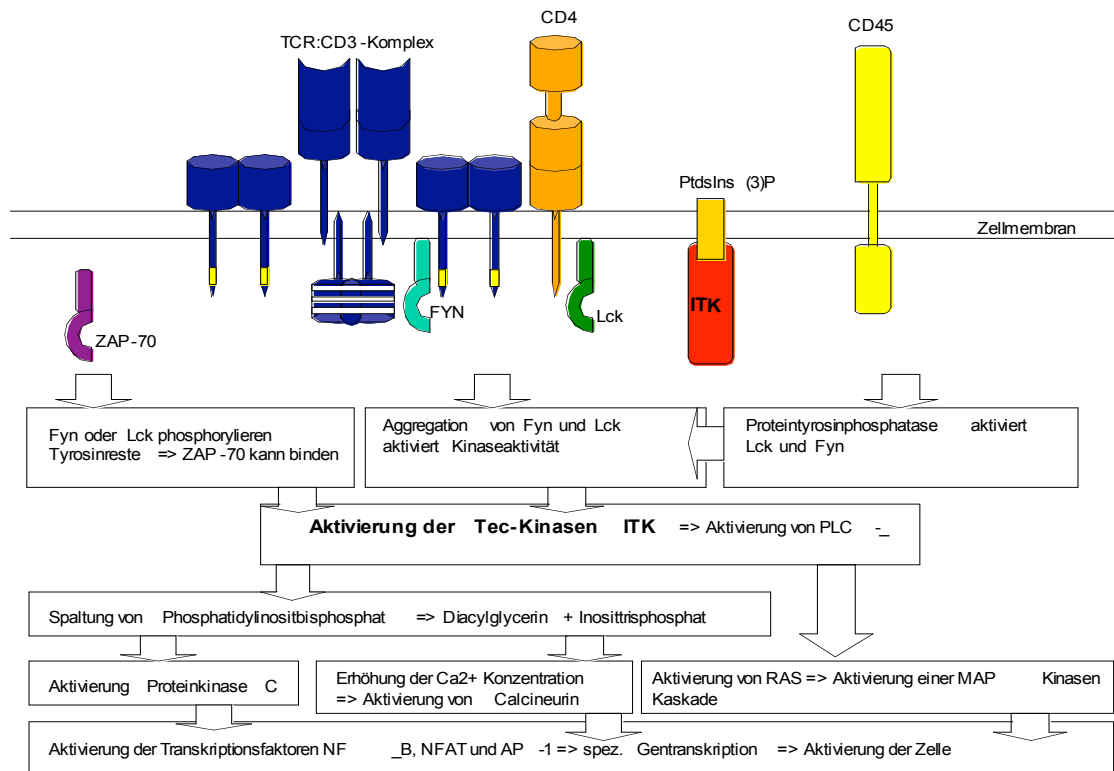 CD4
CD45
TCR:CD3 -Komplex
PtdsIns (3)P
Zellmembran
ITK
FYN
Lck
ZAP -70
Fyn oder Lck phosphorylieren
Tyrosinreste => ZAP -70 kann binden
Aggregation von Fyn und Lck
aktiviert Kinaseaktivität
Proteintyrosinphosphatase aktiviert
Lck und Fyn
Aktivierung der Tec-Kinasen ITK => Aktivierung von PLC -_
Spaltung von Phosphatidylinositbisphosphat => Diacylglycerin + Inosittrisphosphat
Aktivierung Proteinkinase C
Erhöhung der Ca2+ Konzentration
=> Aktivierung von Calcineurin
Aktivierung von RAS => Aktivierung einer MAP Kinasen
Kaskade
Aktivierung der Transkriptionsfaktoren NF _B, NFAT und AP -1 => spez. Gentranskription => Aktivierung der Zelle